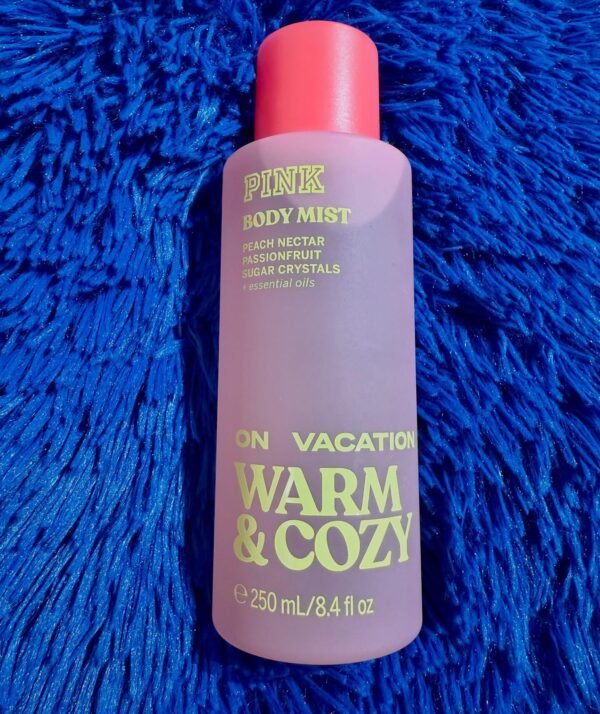 PINK
BODY MIST
PEACH NECTAR
PASSIONFRUIT
SUGAR CRYSTALS
+ essential oils
ON VACATION
WARM
& COZY
℮ 250 mL/8.4 fl oz